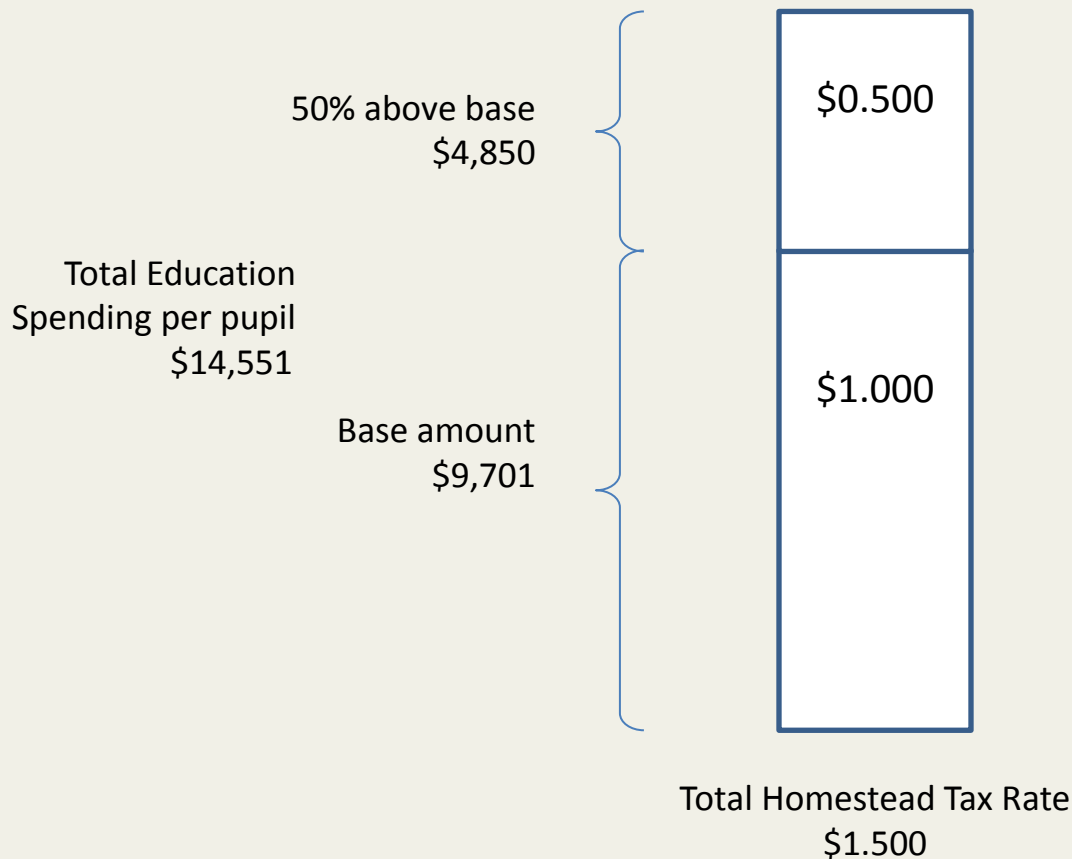 50% above base
$4,850
$0.500
Total Education
Spending per pupil
$14,551
$1.000
Base amount
$9,701
Total Homestead Tax Rate
$1.500